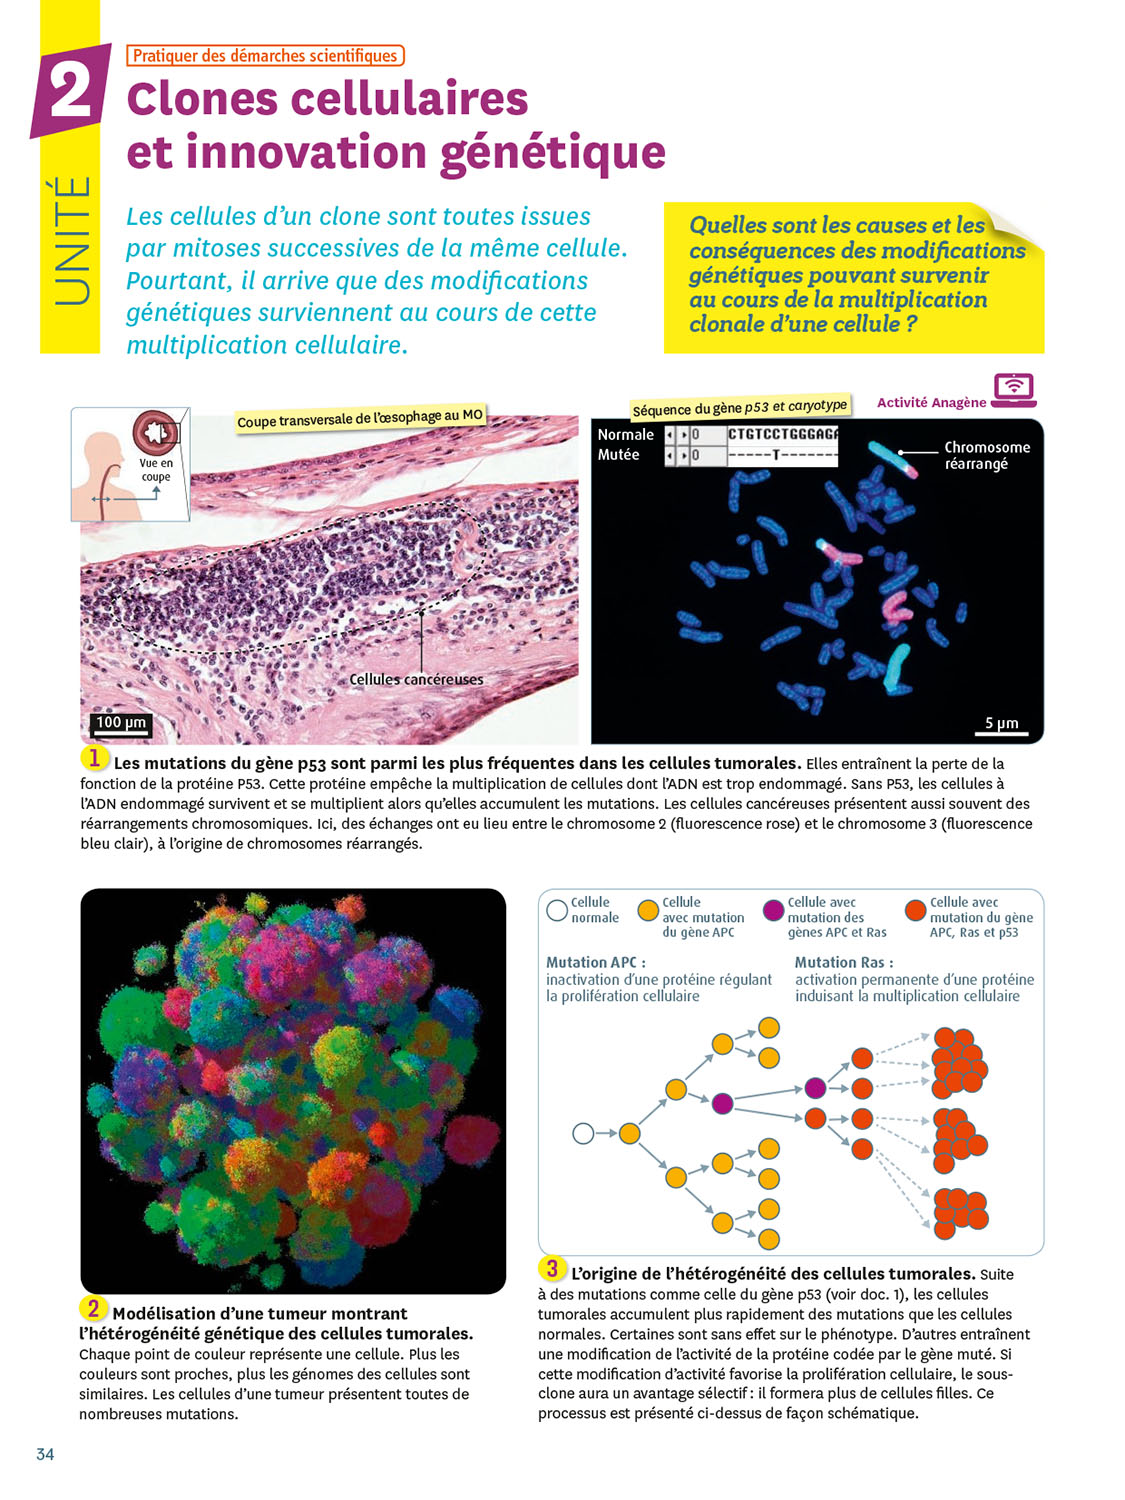 Pratiquer des démarches scientifiques
2
UNITÉ
Clones cellulaires
et innovation génétique
Les cellules d'un clone sont toutes issues
par mitoses successives de la même cellule.
Pourtant, il arrive que des modifications
génétiques surviennent au cours de cette
multiplication cellulaire.
Quelles sont les causes et les
conséquences des modifications
génétiques pouvant survenir
au cours de la multiplication
clonale d'une cellule ?
Activité Anagène
Coupe transversale de l'œsophage au MO
Vue en
coupe
Cellules cancéreuses
100 µm
Séquence du gène p53 et caryotype
Normale 0 CTGTCCTGGGAGA
Mutée 0 -----T------
Chromosome
réarrangé
5 µm
1 Les mutations du gène p53 sont parmi les plus fréquentes dans les cellules tumorales. Elles entraînent la perte de la
fonction de la protéine P53. Cette protéine empêche la multiplication de cellules dont l'ADN est trop endommagé. Sans P53, les cellules à
l'ADN endommagé survivent et se multiplient alors qu'elles accumulent les mutations. Les cellules cancéreuses présentent aussi souvent des
réarrangements chromosomiques. Ici, des échanges ont eu lieu entre le chromosome 2 (fluorescence rose) et le chromosome 3 (fluorescence
bleu clair), à l'origine de chromosomes réarrangés.
2 Modélisation d'une tumeur montrant
l'hétérogénéité génétique des cellules tumorales.
Chaque point de couleur représente une cellule. Plus les
couleurs sont proches, plus les génomes des cellules sont
similaires. Les cellules d'une tumeur présentent toutes de
nombreuses mutations.
Cellule
normale
Cellule
avec mutation
du gène APC
Cellule avec
mutation des
gènes APC et Ras
Cellule avec
mutation du gène
APC, Ras et p53
Mutation APC :
inactivation d'une protéine régulant
la prolifération cellulaire
Mutation Ras :
activation permanente d'une protéine
induisant la multiplication cellulaire
3 L'origine de l'hétérogénéité des cellules tumorales. Suite
à des mutations comme celle du gène p53 (voir doc. 1), les cellules
tumorales accumulent plus rapidement des mutations que les cellules
normales. Certaines sont sans effet sur le phénotype. D'autres entraînent
une modification de l'activité de la protéine codée par le gène muté. Si
cette modification d'activité favorise la prolifération cellulaire, le sous-
clone aura un avantage sélectif : il formera plus de cellules filles. Ce
processus est présenté ci-dessus de façon schématique.
34